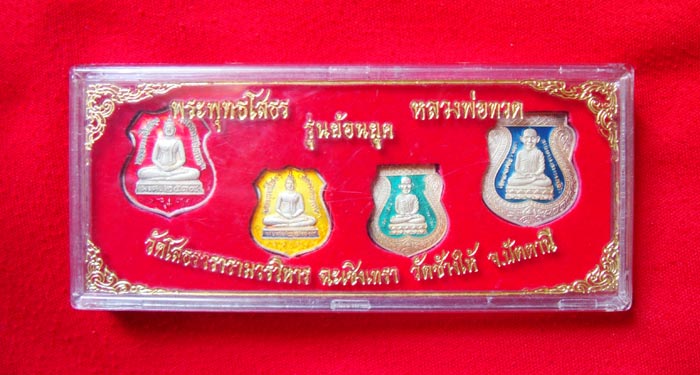 พระพุทธโสธร หลวงพ่อทวด
รุ่นย้อนยุค
วัดโสธรวรารามวรวิหาร ฉะเชิงเทรา วัดช้างให้ จ.ปัตตานี